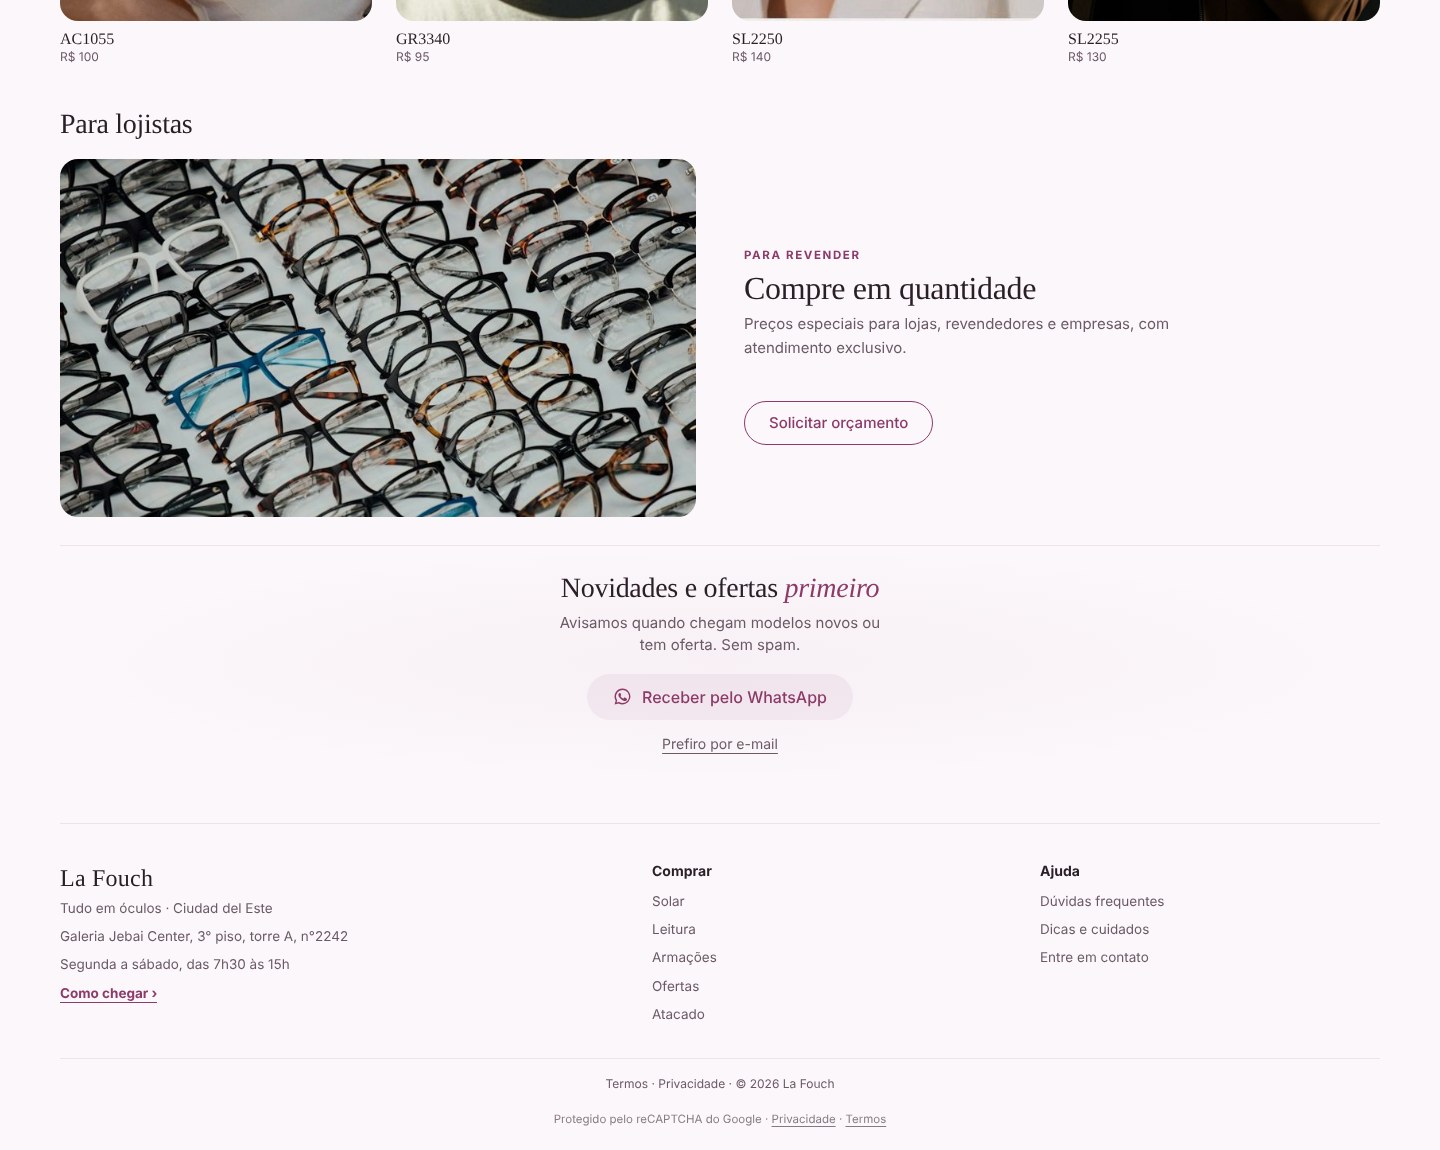 AC1055
R$ 100
GR3340
R$ 95
SL2250
R$ 140
SL2255
R$ 130
Para lojistas
PARA REVENDER
Compre em quantidade
Preços especiais para lojas, revendedores e empresas, com
atendimento exclusivo.
Solicitar orçamento
Novidades e ofertas primeiro
Avisamos quando chegam modelos novos ou
tem oferta. Sem spam.
Receber pelo WhatsApp
Prefiro por e-mail
La Fouch
Tudo em óculos · Ciudad del Este
Galeria Jebai Center, 3° piso, torre A, n°2242
Segunda a sábado, das 7h30 às 15h
Como chegar ›
Comprar
Solar
Leitura
Armações
Ofertas
Atacado
Ajuda
Dúvidas frequentes
Dicas e cuidados
Entre em contato
Termos · Privacidade · © 2026 La Fouch
Protegido pelo reCAPTCHA do Google · Privacidade · Termos